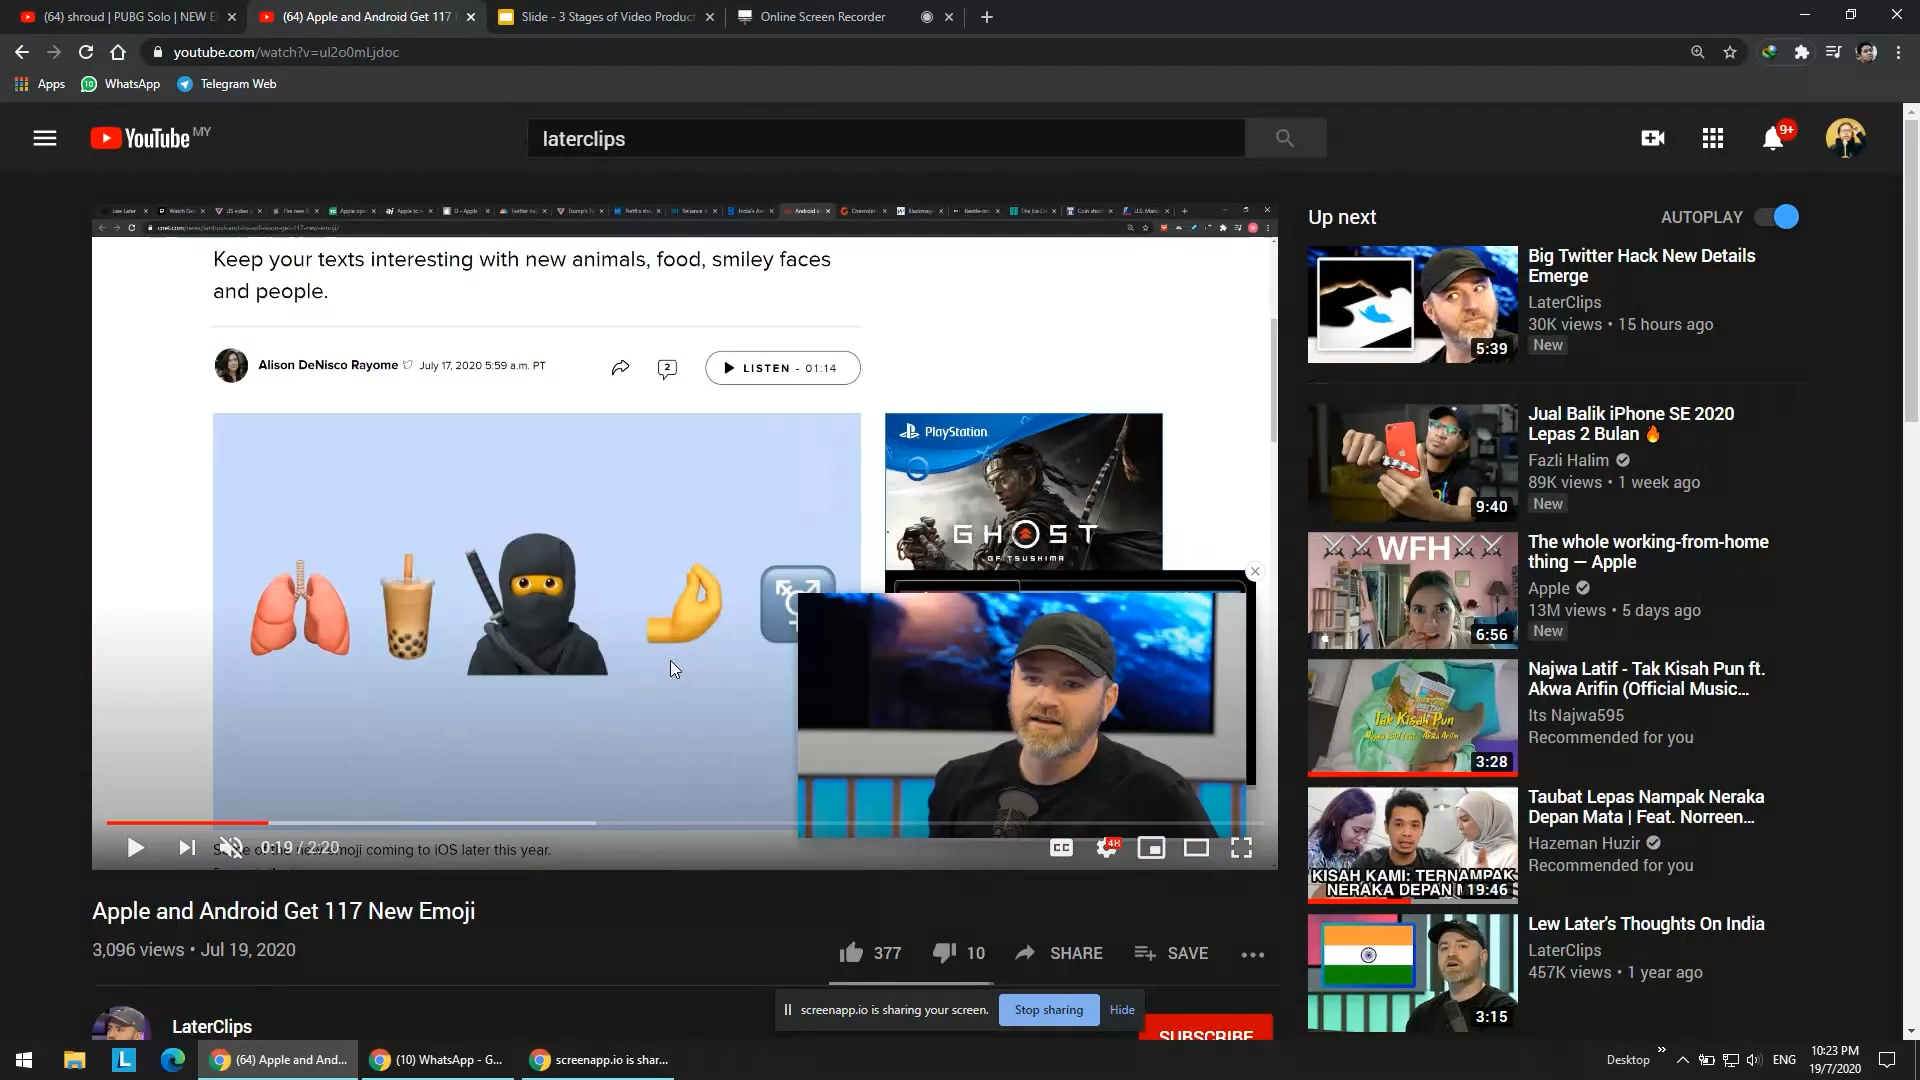 (64) shroud | PUBG Solo | NEW E
(64) Apple and Android Get 117
Slide - 3 Stages of Video Produc
Online Screen Recorder
youtube.com/watch?v=ul2o0mLjdoc
Apps
WhatsApp
Telegram Web
YouTube MY
laterclips
9+
Keep your texts interesting with new animals, food, smiley faces
and people.
Alison DeNisco Rayome
July 17, 2020 5:59 a.m. PT
2
LISTEN - 01:14
PlayStation
GHOST
OF TSUSHIMA
0:19 / 2:20
emoji coming to iOS later this year.
CC
4K
Apple and Android Get 117 New Emoji
3,096 views • Jul 19, 2020
377
10
SHARE
SAVE
LaterClips
SUBSCRIBE
screenapp.io is sharing your screen.
Stop sharing
Hide
Up next
AUTOPLAY
5:39
Big Twitter Hack New Details
Emerge
LaterClips
30K views • 15 hours ago
New
9:40
Jual Balik iPhone SE 2020
Lepas 2 Bulan 🔥
Fazli Halim
89K views • 1 week ago
New
WFH
6:56
The whole working-from-home
thing — Apple
Apple
13M views • 5 days ago
New
Tak Kisah Pun
3:28
Najwa Latif - Tak Kisah Pun ft.
Akwa Arifin (Official Music...
Its Najwa595
Recommended for you
KISAH KAMI: TERNAMPAK
NERAKA DEPAN
19:46
Taubat Lepas Nampak Neraka
Depan Mata | Feat. Norreen...
Hazeman Huzir
Recommended for you
3:15
Lew Later's Thoughts On India
LaterClips
457K views • 1 year ago
(64) Apple and And...
(10) WhatsApp - G...
screenapp.io is shar...
Desktop
ENG
10:23 PM
19/7/2020